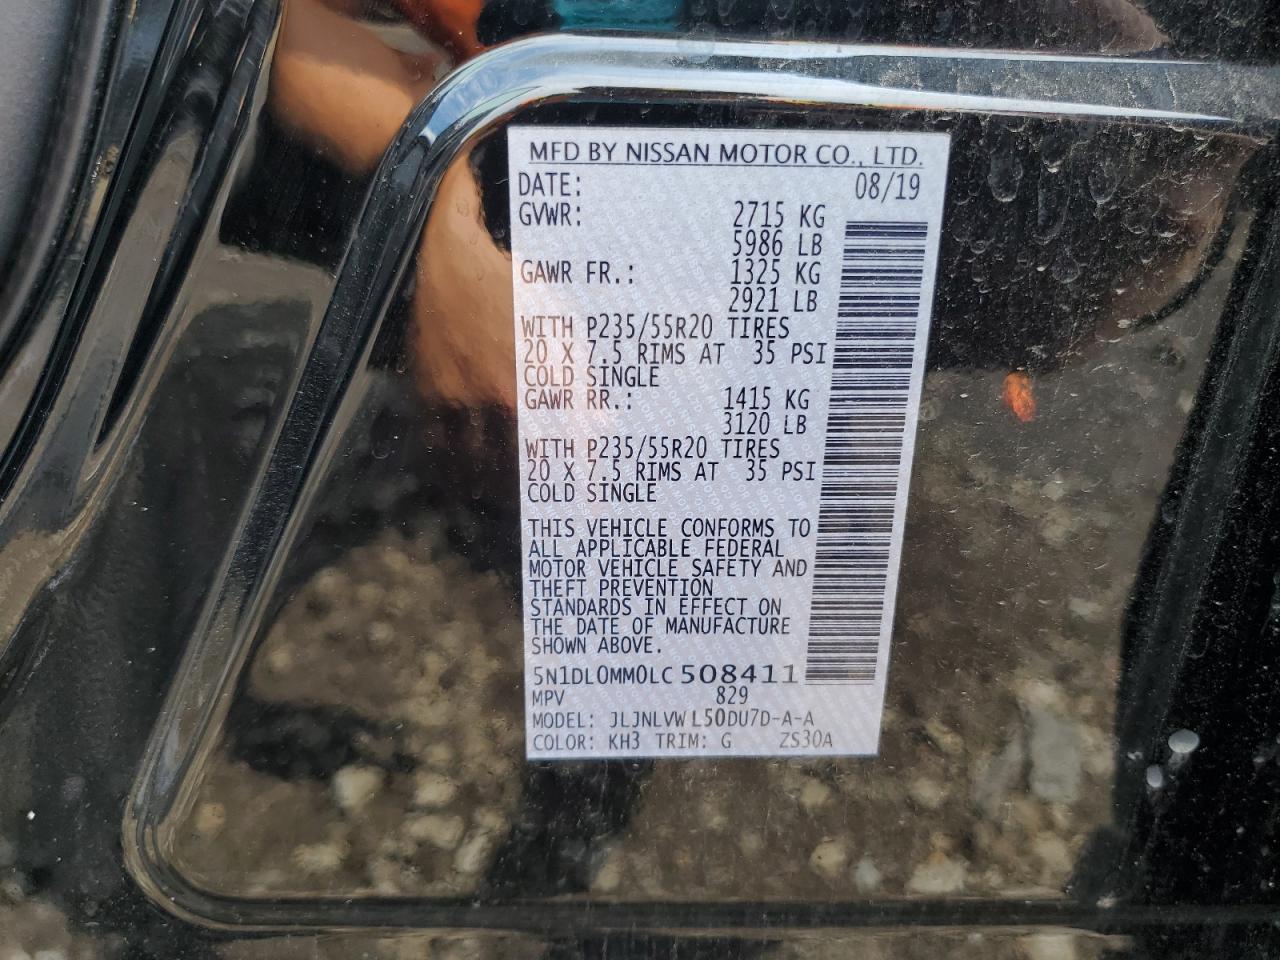 MFD BY NISSAN MOTOR CO., LTD.
DATE: 08/19
GVWR: 2715 KG
5986 LB
GAWR FR.: 1325 KG
2921 LB
WITH P235/55R20 TIRES
20 X 7.5 RIMS AT 35 PSI
COLD SINGLE
GAWR RR.: 1415 KG
3120 LB
WITH P235/55R20 TIRES
20 X 7.5 RIMS AT 35 PSI
COLD SINGLE
THIS VEHICLE CONFORMS TO
ALL APPLICABLE FEDERAL
MOTOR VEHICLE SAFETY AND
THEFT PREVENTION
STANDARDS IN EFFECT ON
THE DATE OF MANUFACTURE
SHOWN ABOVE.
5N1DL0MM0LC508411
MPV 829
MODEL: JLJNLVWL50DU7D-A-A
COLOR: KH3 TRIM: G ZS30A